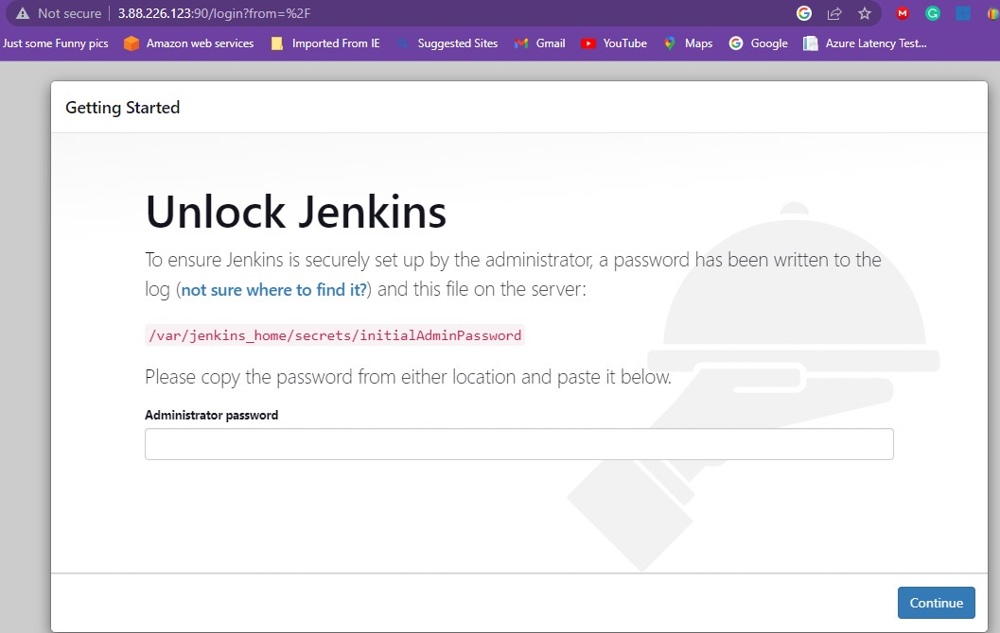 Not secure 3.88.226.123:90/login?from=%2F
Just some Funny pics Amazon web services Imported From IE Suggested Sites Gmail YouTube Maps Google Azure Latency Test...
Getting Started
Unlock Jenkins
To ensure Jenkins is securely set up by the administrator, a password has been written to the
log (not sure where to find it?) and this file on the server:
/var/jenkins_home/secrets/initialAdminPassword
Please copy the password from either location and paste it below.
Administrator password
Continue